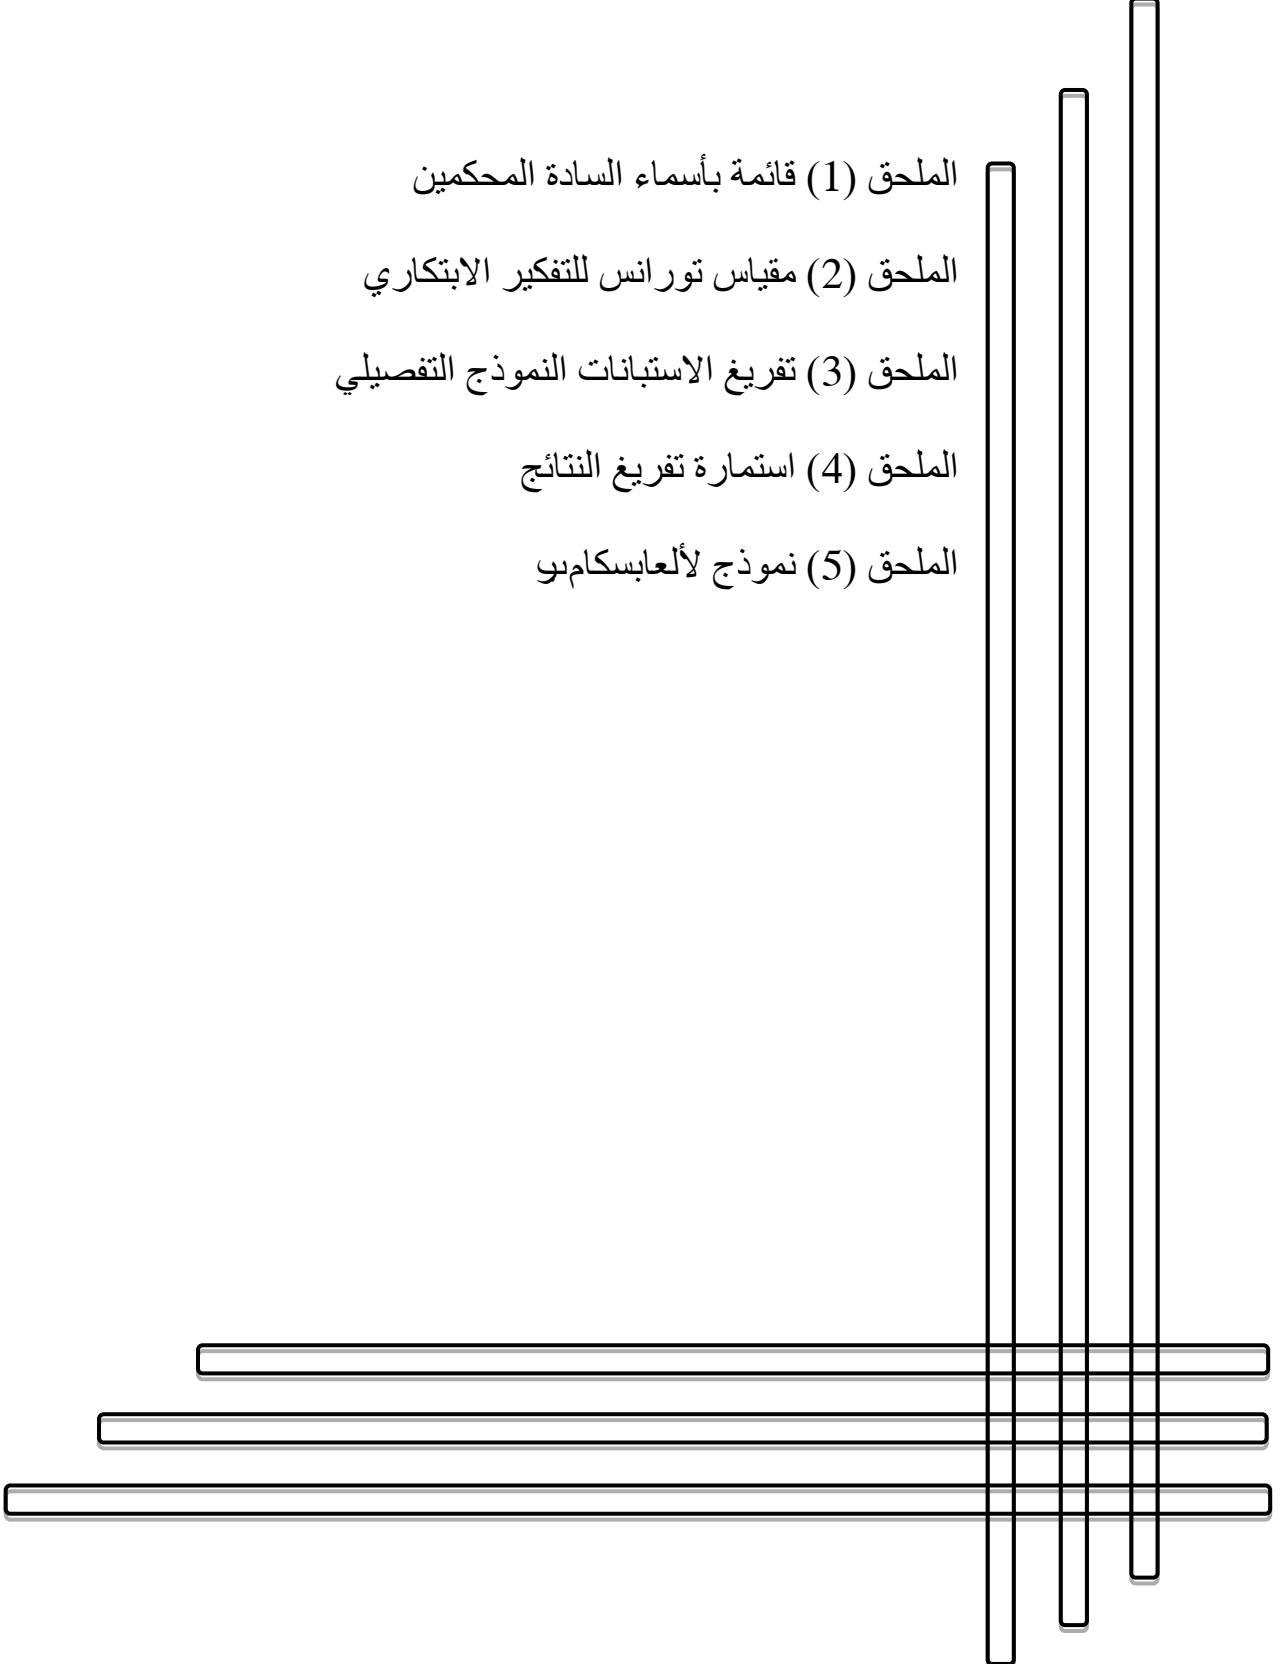 الملحق (1) قائمة بأسماء السادة المحكمين
الملحق (2) مقياس تورانس للتفكير الابتكاري
الملحق (3) تفريغ الاستبانات النموذج التفصيلي
الملحق (4) استمارة تفريغ النتائج
الملحق (5) نموذج